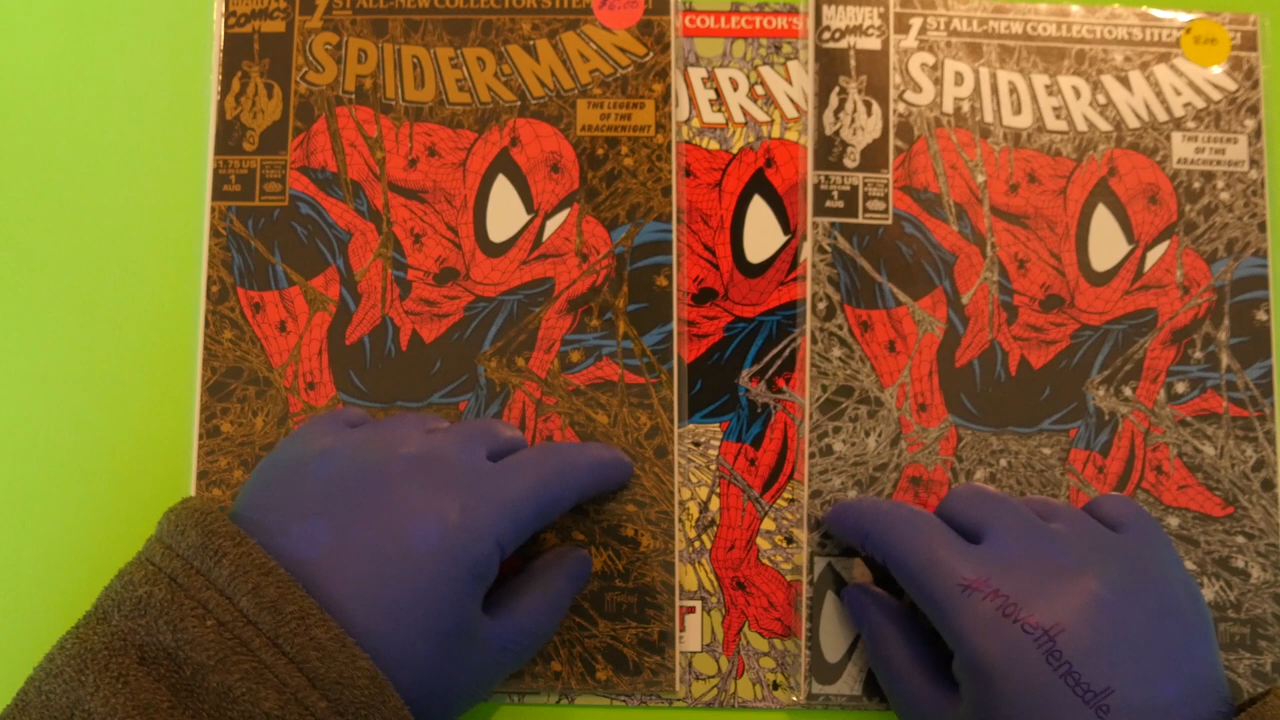 MARVEL
COMICS
1ST ALL-NEW COLLECTOR'S ITEM
$6.00
SPIDER-MAN
THE LEGEND
OF THE
ARACHKNIGHT
$1.75 US
1
AUG
COLLECTOR'S
DER-M
MARVEL
COMICS
1ST ALL-NEW COLLECTOR'S ITEM
SPIDER-MAN
THE LEGEND
OF THE
ARACHKNIGHT
$1.75 US
1
AUG
#movetheneedle